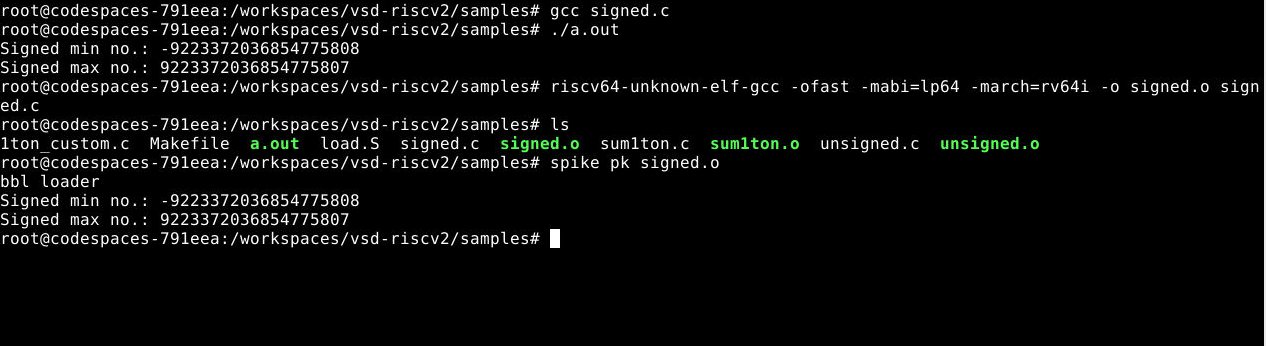 root@codespaces-791eea:/workspaces/vsd-riscv2/samples# gcc signed.c
root@codespaces-791eea:/workspaces/vsd-riscv2/samples# ./a.out
Signed min no.: -9223372036854775808
Signed max no.: 9223372036854775807
root@codespaces-791eea:/workspaces/vsd-riscv2/samples# riscv64-unknown-elf-gcc -ofast -mabi=lp64 -march=rv64i -o signed.o sign
ed.c
root@codespaces-791eea:/workspaces/vsd-riscv2/samples# ls
1ton_custom.c  Makefile  a.out  load.S  signed.c  signed.o  sum1ton.c  sum1ton.o  unsigned.c  unsigned.o
root@codespaces-791eea:/workspaces/vsd-riscv2/samples# spike pk signed.o
bbl loader
Signed min no.: -9223372036854775808
Signed max no.: 9223372036854775807
root@codespaces-791eea:/workspaces/vsd-riscv2/samples#